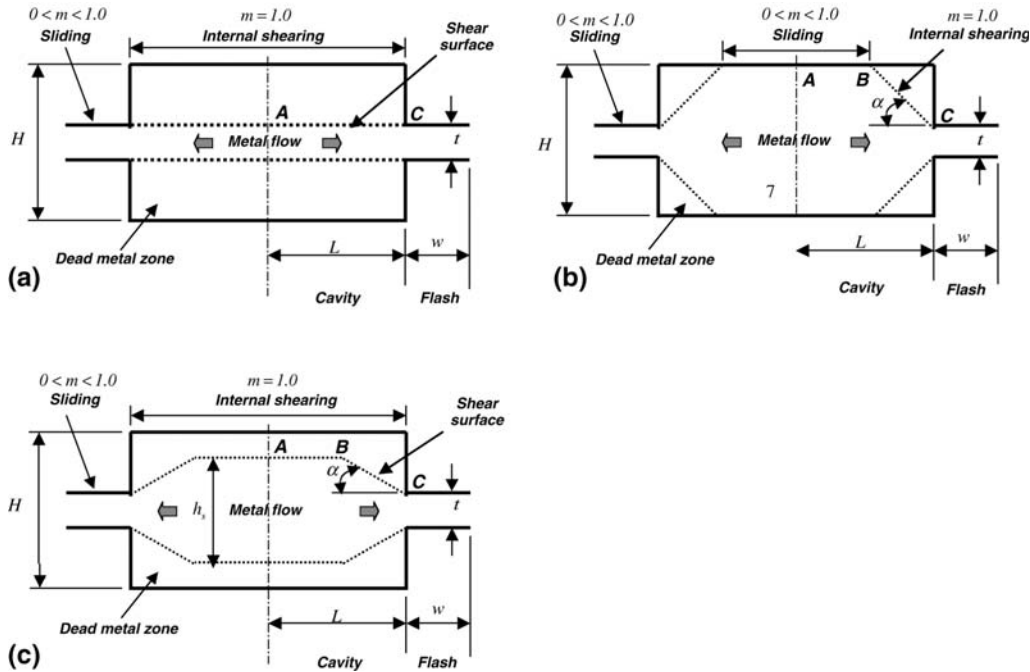 0 < m < 1.0
Sliding
m = 1.0
Internal shearing
Shear
surface
A
C
H
Metal flow
t
Dead metal zone
L
w
(a)
Cavity
Flash
0 < m < 1.0
Sliding
0 < m < 1.0
Sliding
m = 1.0
Internal shearing
A
B
α
C
H
Metal flow
t
7
Dead metal zone
L
w
(b)
Cavity
Flash
0 < m < 1.0
Sliding
m = 1.0
Internal shearing
Shear
surface
A
B
α
C
H
h_s
Metal flow
t
Dead metal zone
L
w
(c)
Cavity
Flash